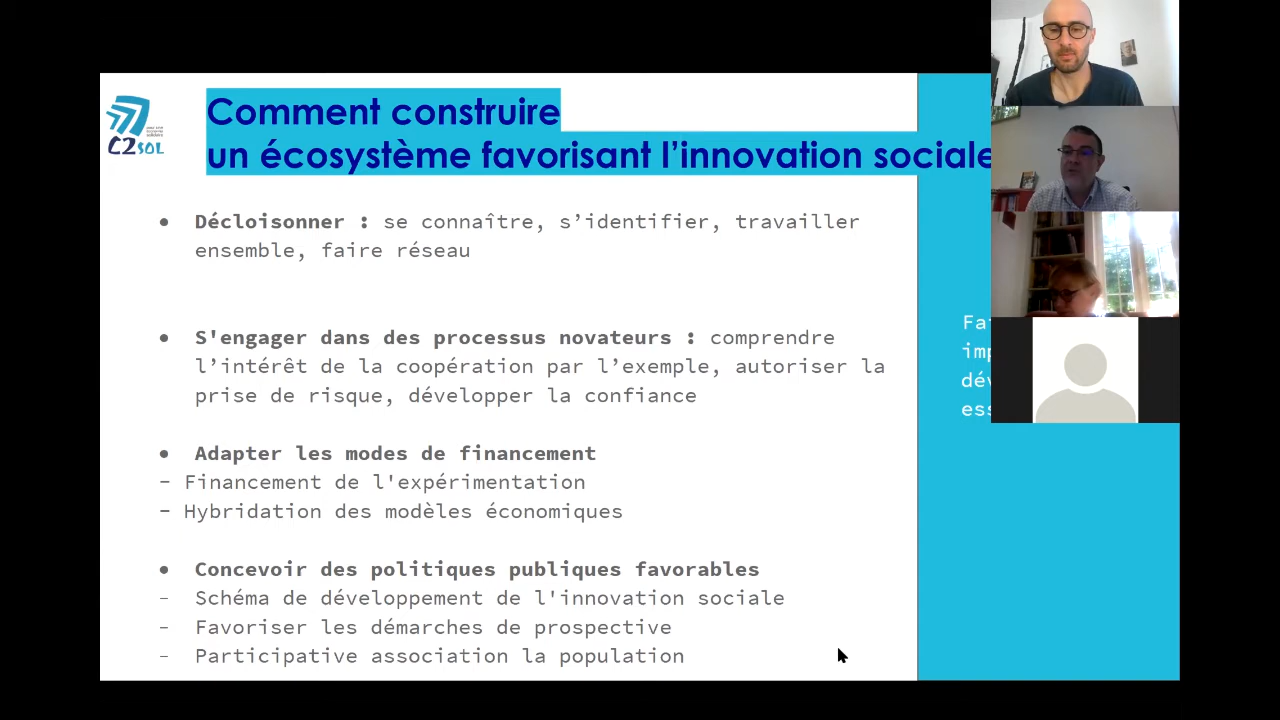 Comment construire
un écosystème favorisant l’innovation sociale
C2SOL
• Décloisonner : se connaître, s’identifier, travailler
ensemble, faire réseau
• S'engager dans des processus novateurs : comprendre
l’intérêt de la coopération par l’exemple, autoriser la
prise de risque, développer la confiance
• Adapter les modes de financement
- Financement de l'expérimentation
- Hybridation des modèles économiques
• Concevoir des politiques publiques favorables
- Schéma de développement de l'innovation sociale
- Favoriser les démarches de prospective
- Participative association la population